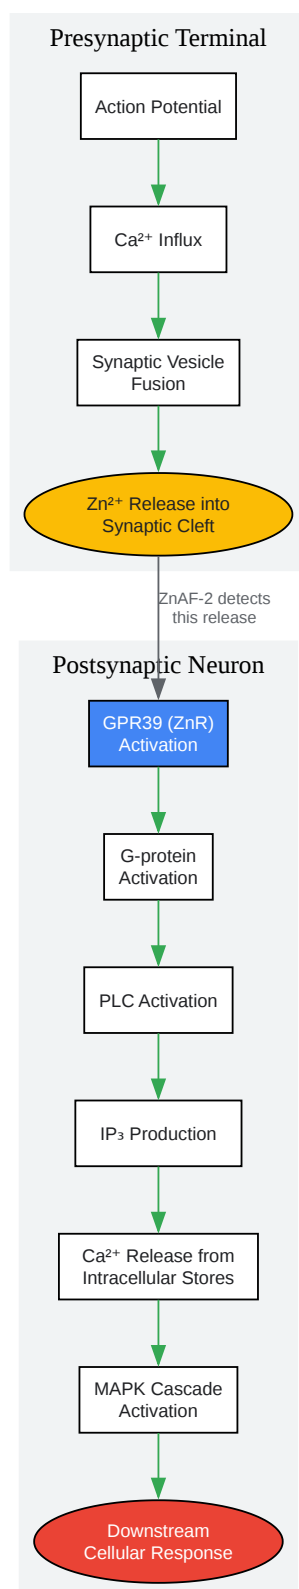 Presynaptic Terminal
Action Potential
Ca²⁺ Influx
Synaptic Vesicle
Fusion
Zn²⁺ Release into
Synaptic Cleft
ZnAF-2 detects
this release
Postsynaptic Neuron
GPR39 (ZnR)
Activation
G-protein
Activation
PLC Activation
IP₃ Production
Ca²⁺ Release from
Intracellular Stores
MAPK Cascade
Activation
Downstream
Cellular Response